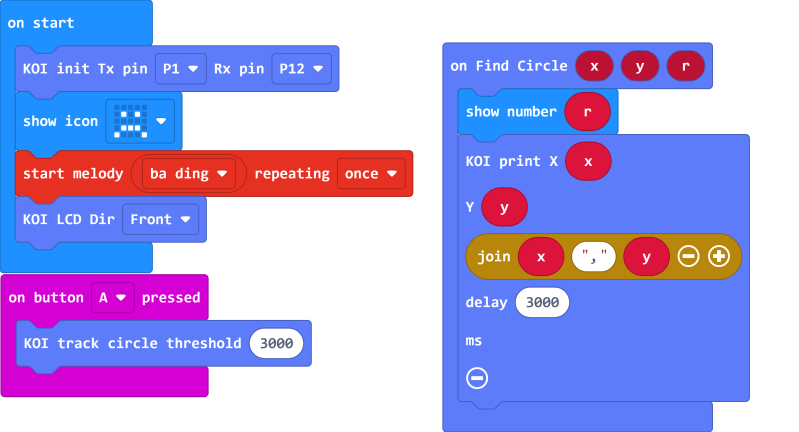 on start
KOI init Tx pin P1 Rx pin P12
show icon
start melody ba ding repeating once
KOI LCD Dir Front
on button A pressed
KOI track circle threshold 3000
on Find Circle x y r
show number r
KOI print X x
Y y
join x "," y
delay 3000
ms